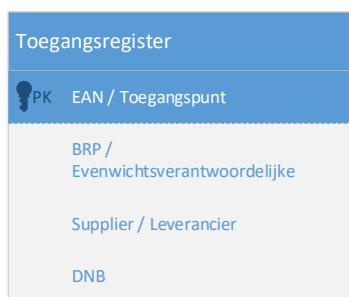 Toegangsregister
PK EAN / Toegangspunt
BRP /
Evenwichtsverantwoordelijke
Supplier / Leverancier
DNB